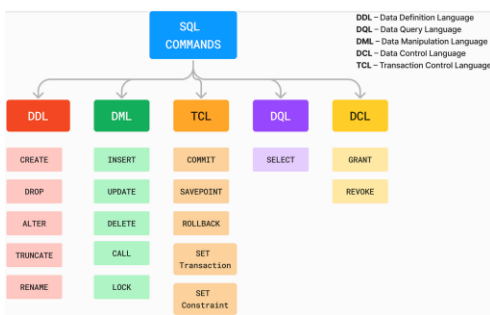 SQL
COMMANDS
DDL – Data Definition Language
DQL – Data Query Language
DML – Data Manipulation Language
DCL – Data Control Language
TCL – Transaction Control Language
DDL
DML
TCL
DQL
DCL
CREATE
INSERT
COMMIT
SELECT
GRANT
DROP
UPDATE
SAVEPOINT
REVOKE
ALTER
DELETE
ROLLBACK
TRUNCATE
CALL
SET
Transaction
RENAME
LOCK
SET
Constraint